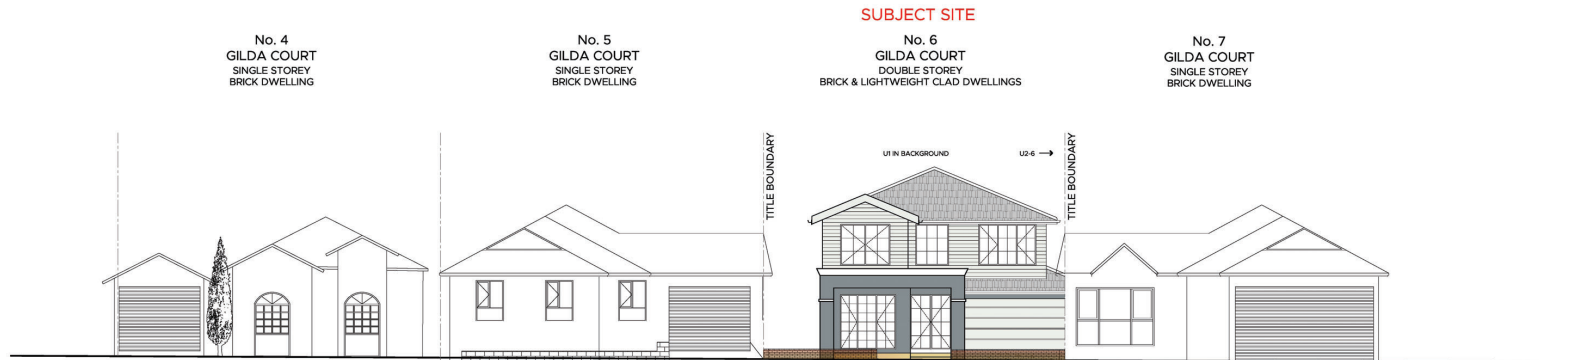 SUBJECT SITE
No. 4
GILDA COURT
SINGLE STOREY
BRICK DWELLING
No. 5
GILDA COURT
SINGLE STOREY
BRICK DWELLING
No. 6
GILDA COURT
DOUBLE STOREY
BRICK & LIGHTWEIGHT CLAD DWELLINGS
No. 7
GILDA COURT
SINGLE STOREY
BRICK DWELLING
TITLE BOUNDARY
U1 IN BACKGROUND
U2-6 →
TITLE BOUNDARY